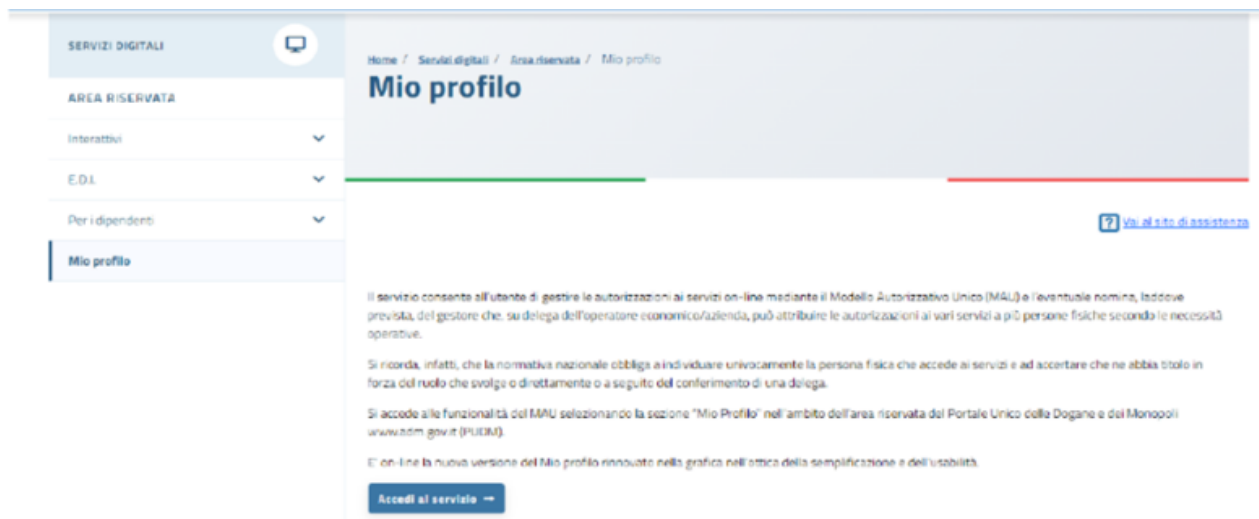 SERVIZI DIGITALI
AREA RISERVATA
Interattivi
E.D.I.
Per i dipendenti
Mio profilo
Home / Servizi digitali / Area riservata / Mio profilo
Mio profilo
? Vai al sito di assistenza
Il servizio consente all'utente di gestire le autorizzazioni ai servizi on-line mediante il Modello Autorizzativo Unico (MAU) e l'eventuale nomina, laddove
prevista, del gestore che, su delega dell'operatore economico/azienda, può attribuire le autorizzazioni ai vari servizi a più persone fisiche secondo le necessità
operative.
Si ricorda, infatti, che la normativa nazionale obbliga a individuare univocamente la persona fisica che accede ai servizi e ad accertare che ne abbia titolo in
forza del ruolo che svolge o direttamente o a seguito del conferimento di una delega.
Si accede alle funzionalità del MAU selezionando la sezione "Mio Profilo" nell'ambito dell'area riservata del Portale Unico delle Dogane e dei Monopoli
www.adm.gov.it (PUDM).
E' on-line la nuova versione del Mio profilo rinnovato nella grafica nell'ottica della semplificazione e dell'usabilità.
Accedi al servizio →